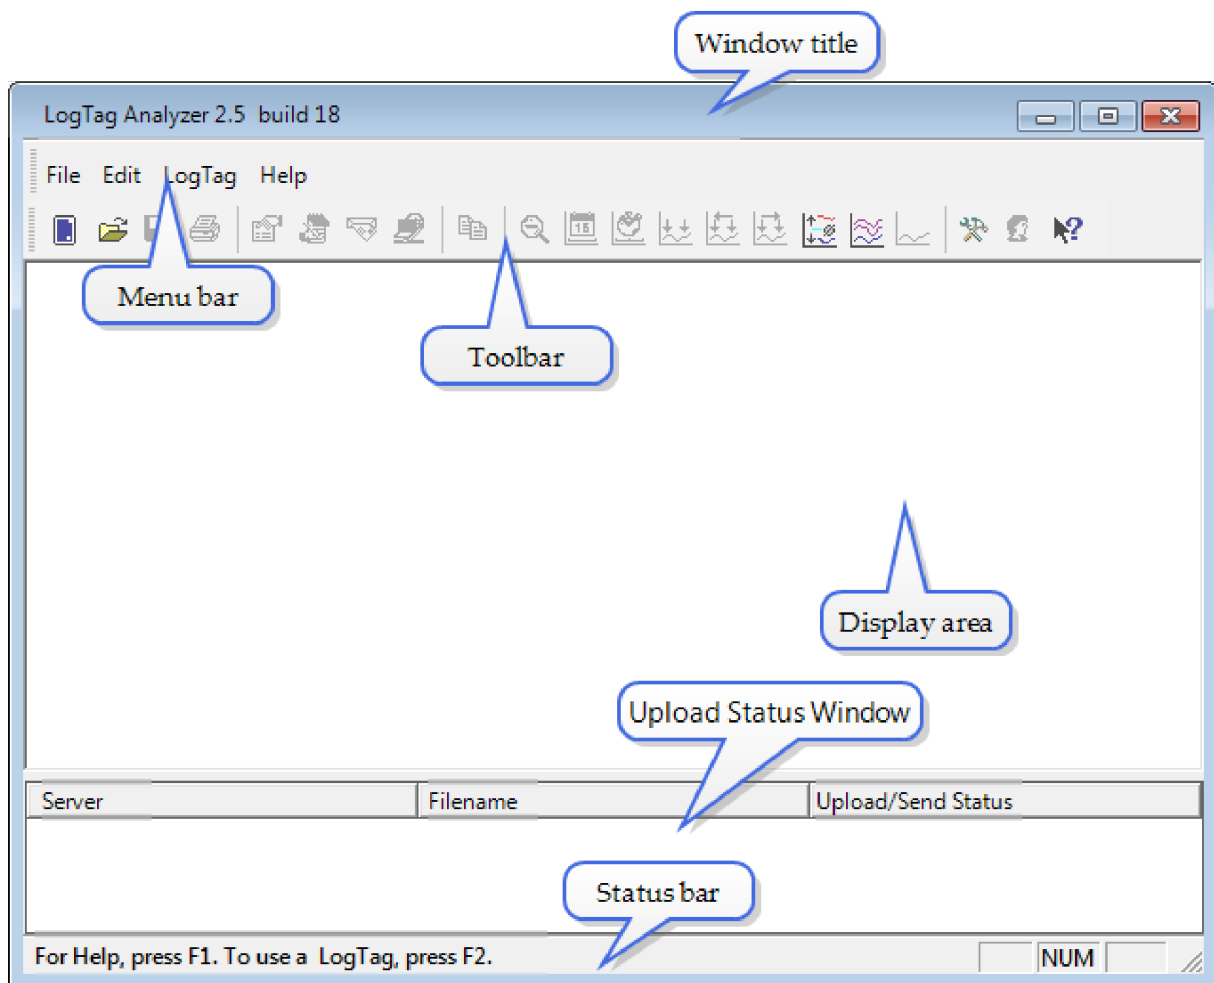 Window title
LogTag Analyzer 2.5 build 18
File Edit LogTag Help
15
Menu bar
Toolbar
Display area
Upload Status Window
Server Filename Upload/Send Status
Status bar
For Help, press F1. To use a LogTag, press F2. NUM